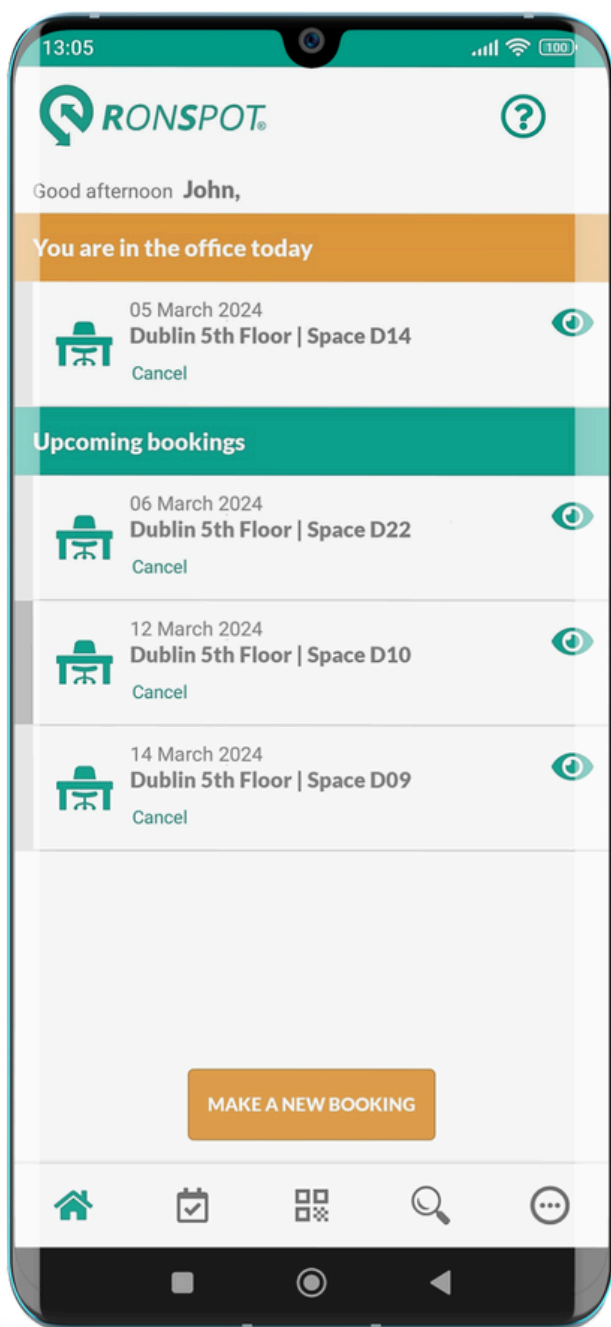 13:05
100
RONSPOT®
?
Good afternoon John,
You are in the office today
05 March 2024
Dublin 5th Floor | Space D14
Cancel
Upcoming bookings
06 March 2024
Dublin 5th Floor | Space D22
Cancel
12 March 2024
Dublin 5th Floor | Space D10
Cancel
14 March 2024
Dublin 5th Floor | Space D09
Cancel
MAKE A NEW BOOKING